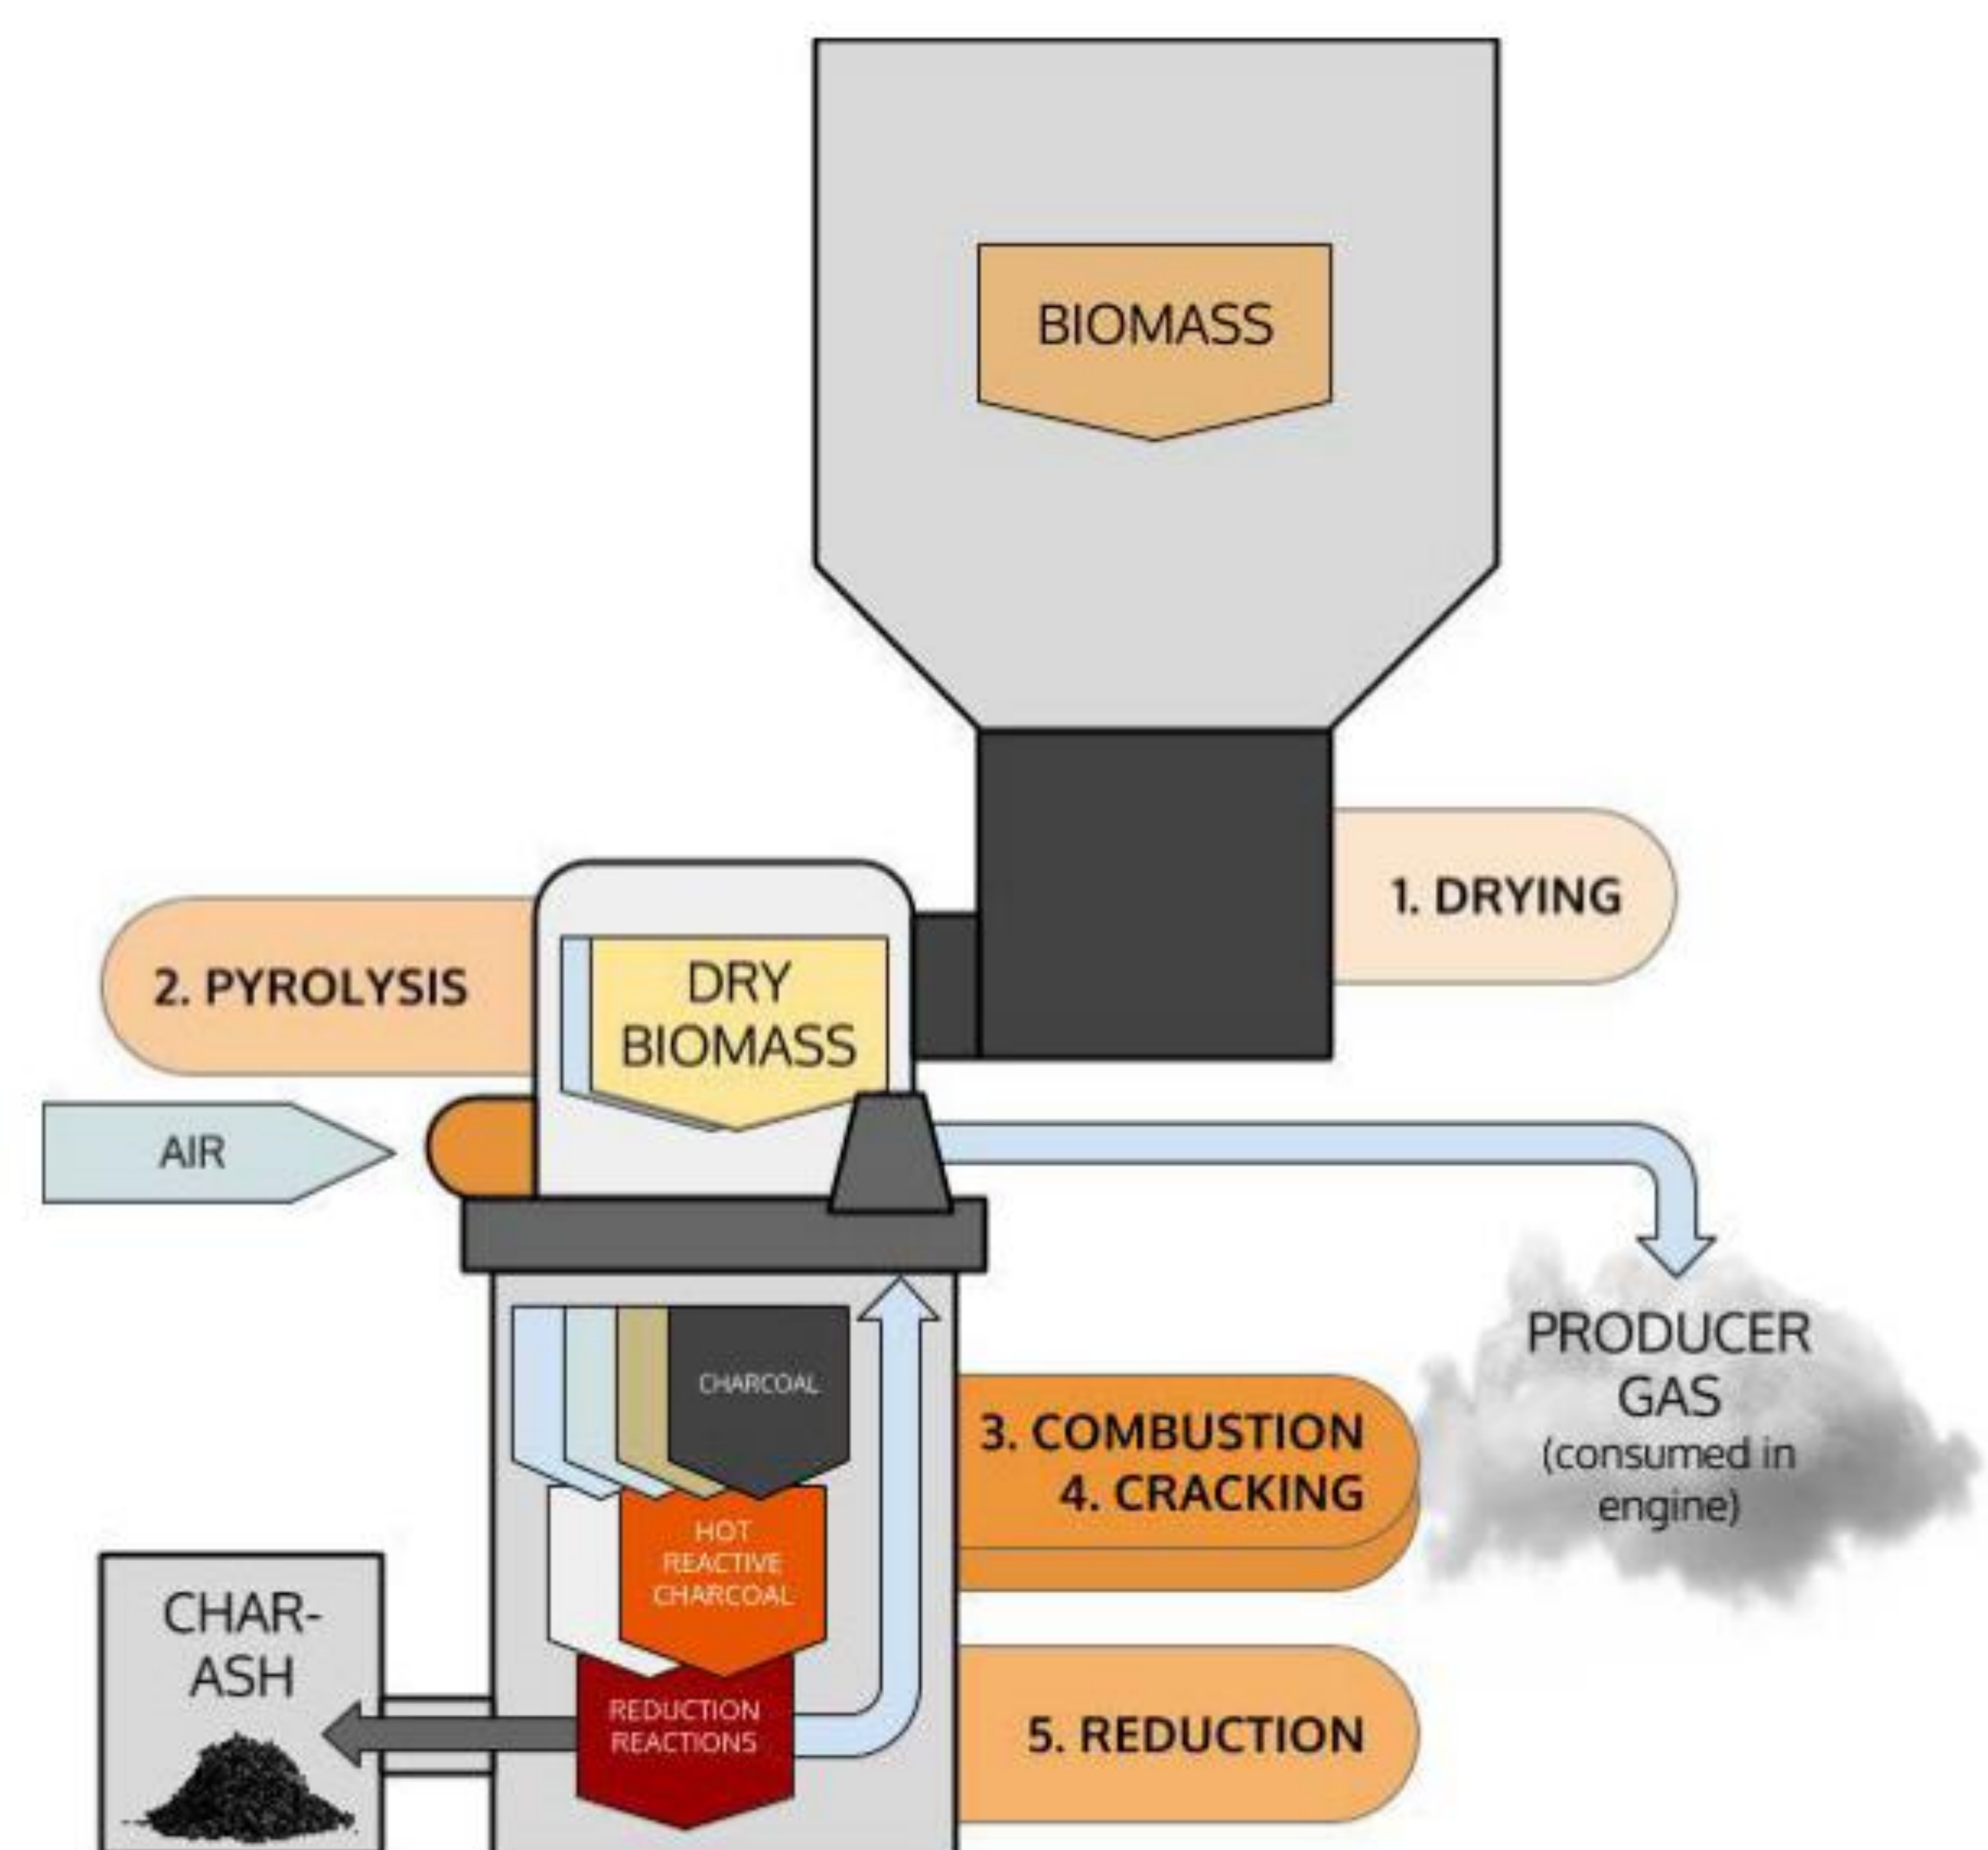 BIOMASS
1. DRYING
2. PYROLYSIS
DRY
BIOMASS
AIR
PRODUCER
GAS
(consumed in
engine)
CHARCOAL
3. COMBUSTION
4. CRACKING
HOT
REACTIVE
CHARCOAL
CHAR-
ASH
REDUCTION
REACTIONS
5. REDUCTION